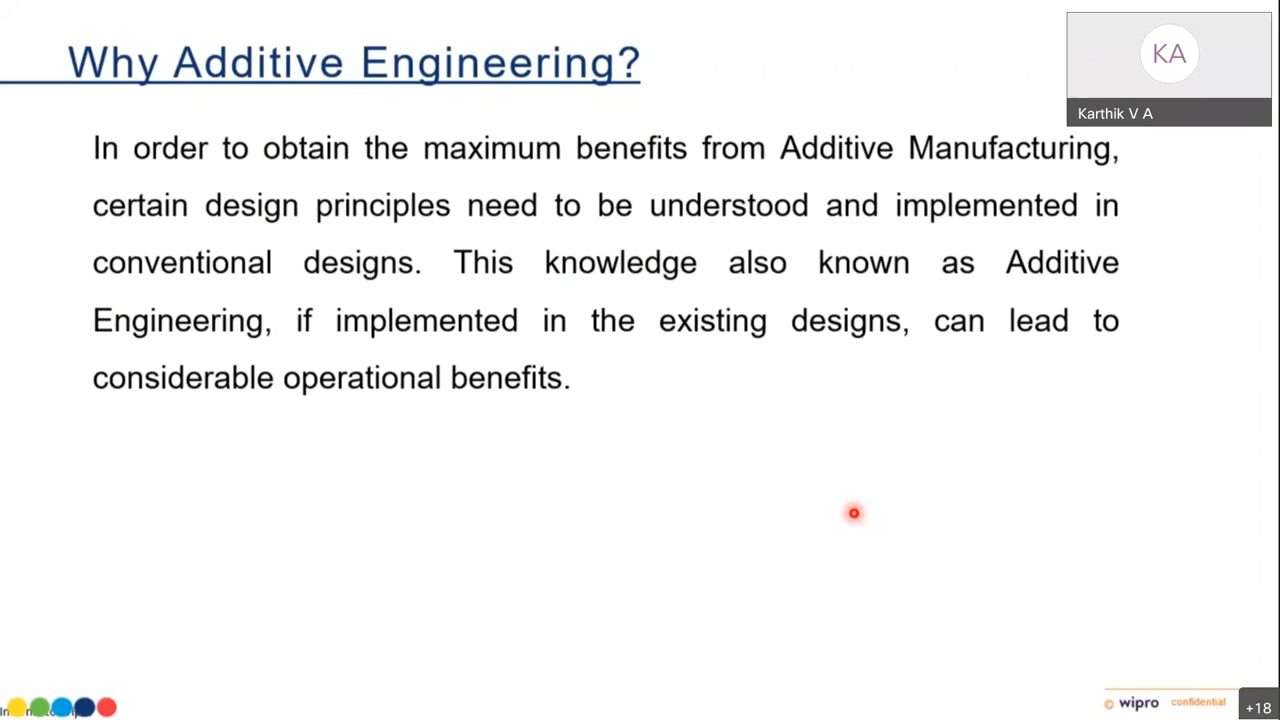 Why Additive Engineering?
KA
Karthik V A
In order to obtain the maximum benefits from Additive Manufacturing,
certain design principles need to be understood and implemented in
conventional designs. This knowledge also known as Additive
Engineering, if implemented in the existing designs, can lead to
considerable operational benefits.
© wipro confidential
+18